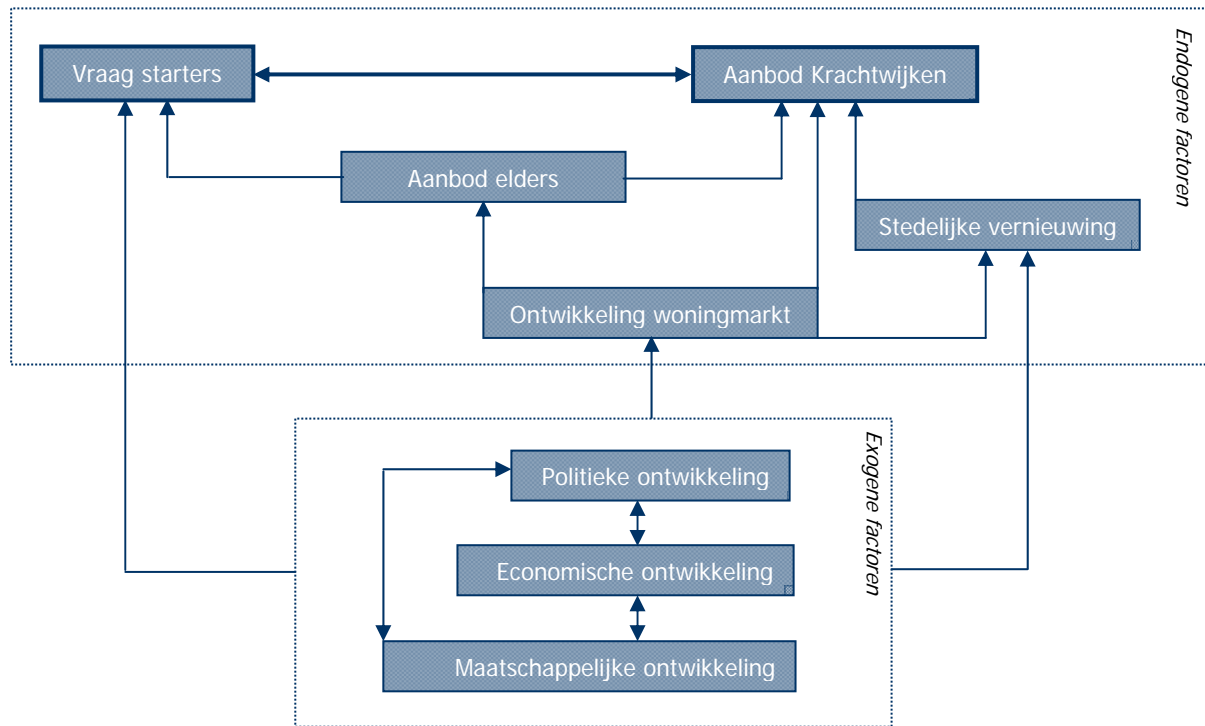 Endogene factoren
Vraag starters
Aanbod Krachtwijken
Aanbod elders
Stedelijke vernieuwing
Ontwikkeling woningmarkt
Exogene factoren
Politieke ontwikkeling
Economische ontwikkeling
Maatschappelijke ontwikkeling